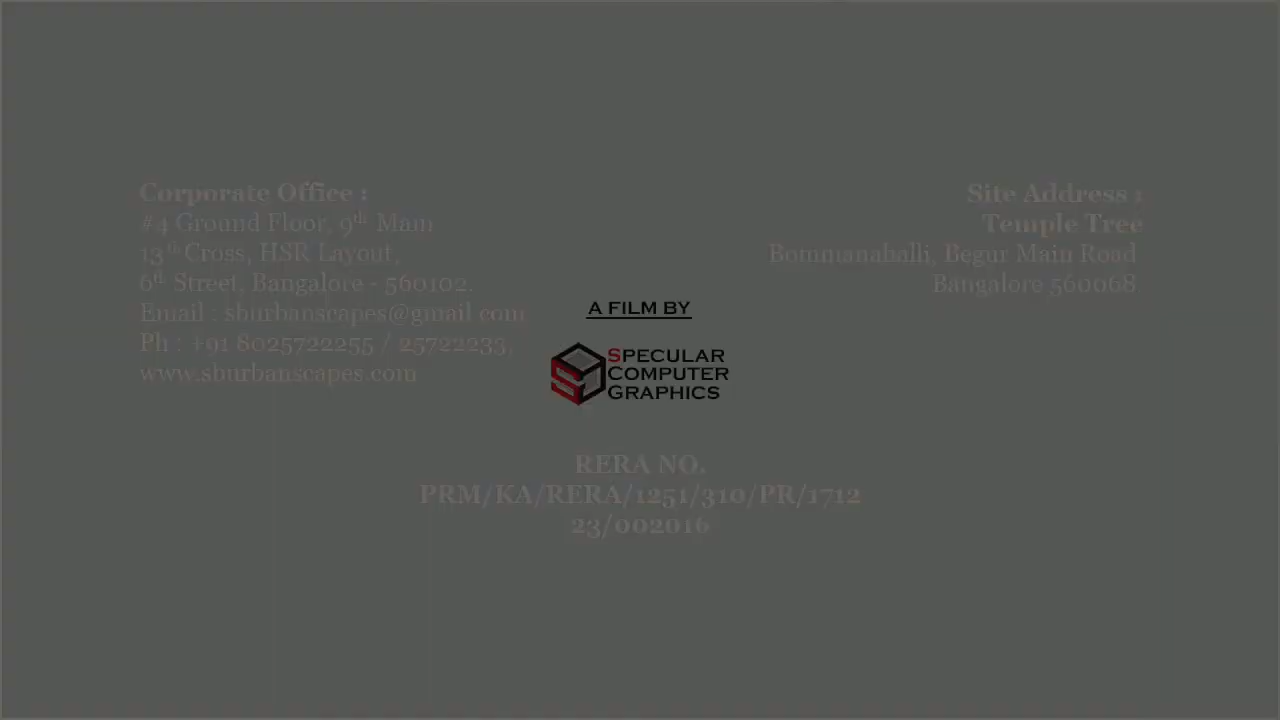 Corporate Office :
#4 Ground Floor, 9th Main
13th Cross, HSR Layout,
6th Street, Bangalore - 560102.
Email : sburbanscapes@gmail.com
Ph : +91 8025722255 / 25722233,
www.sburbanscapes.com
Site Address :
Temple Tree
Bommanahalli, Begur Main Road
Bangalore 560068
A FILM BY
SPECULAR
COMPUTER
GRAPHICS
RERA NO.
PRM/KA/RERA/1251/310/PR/1712
23/002016